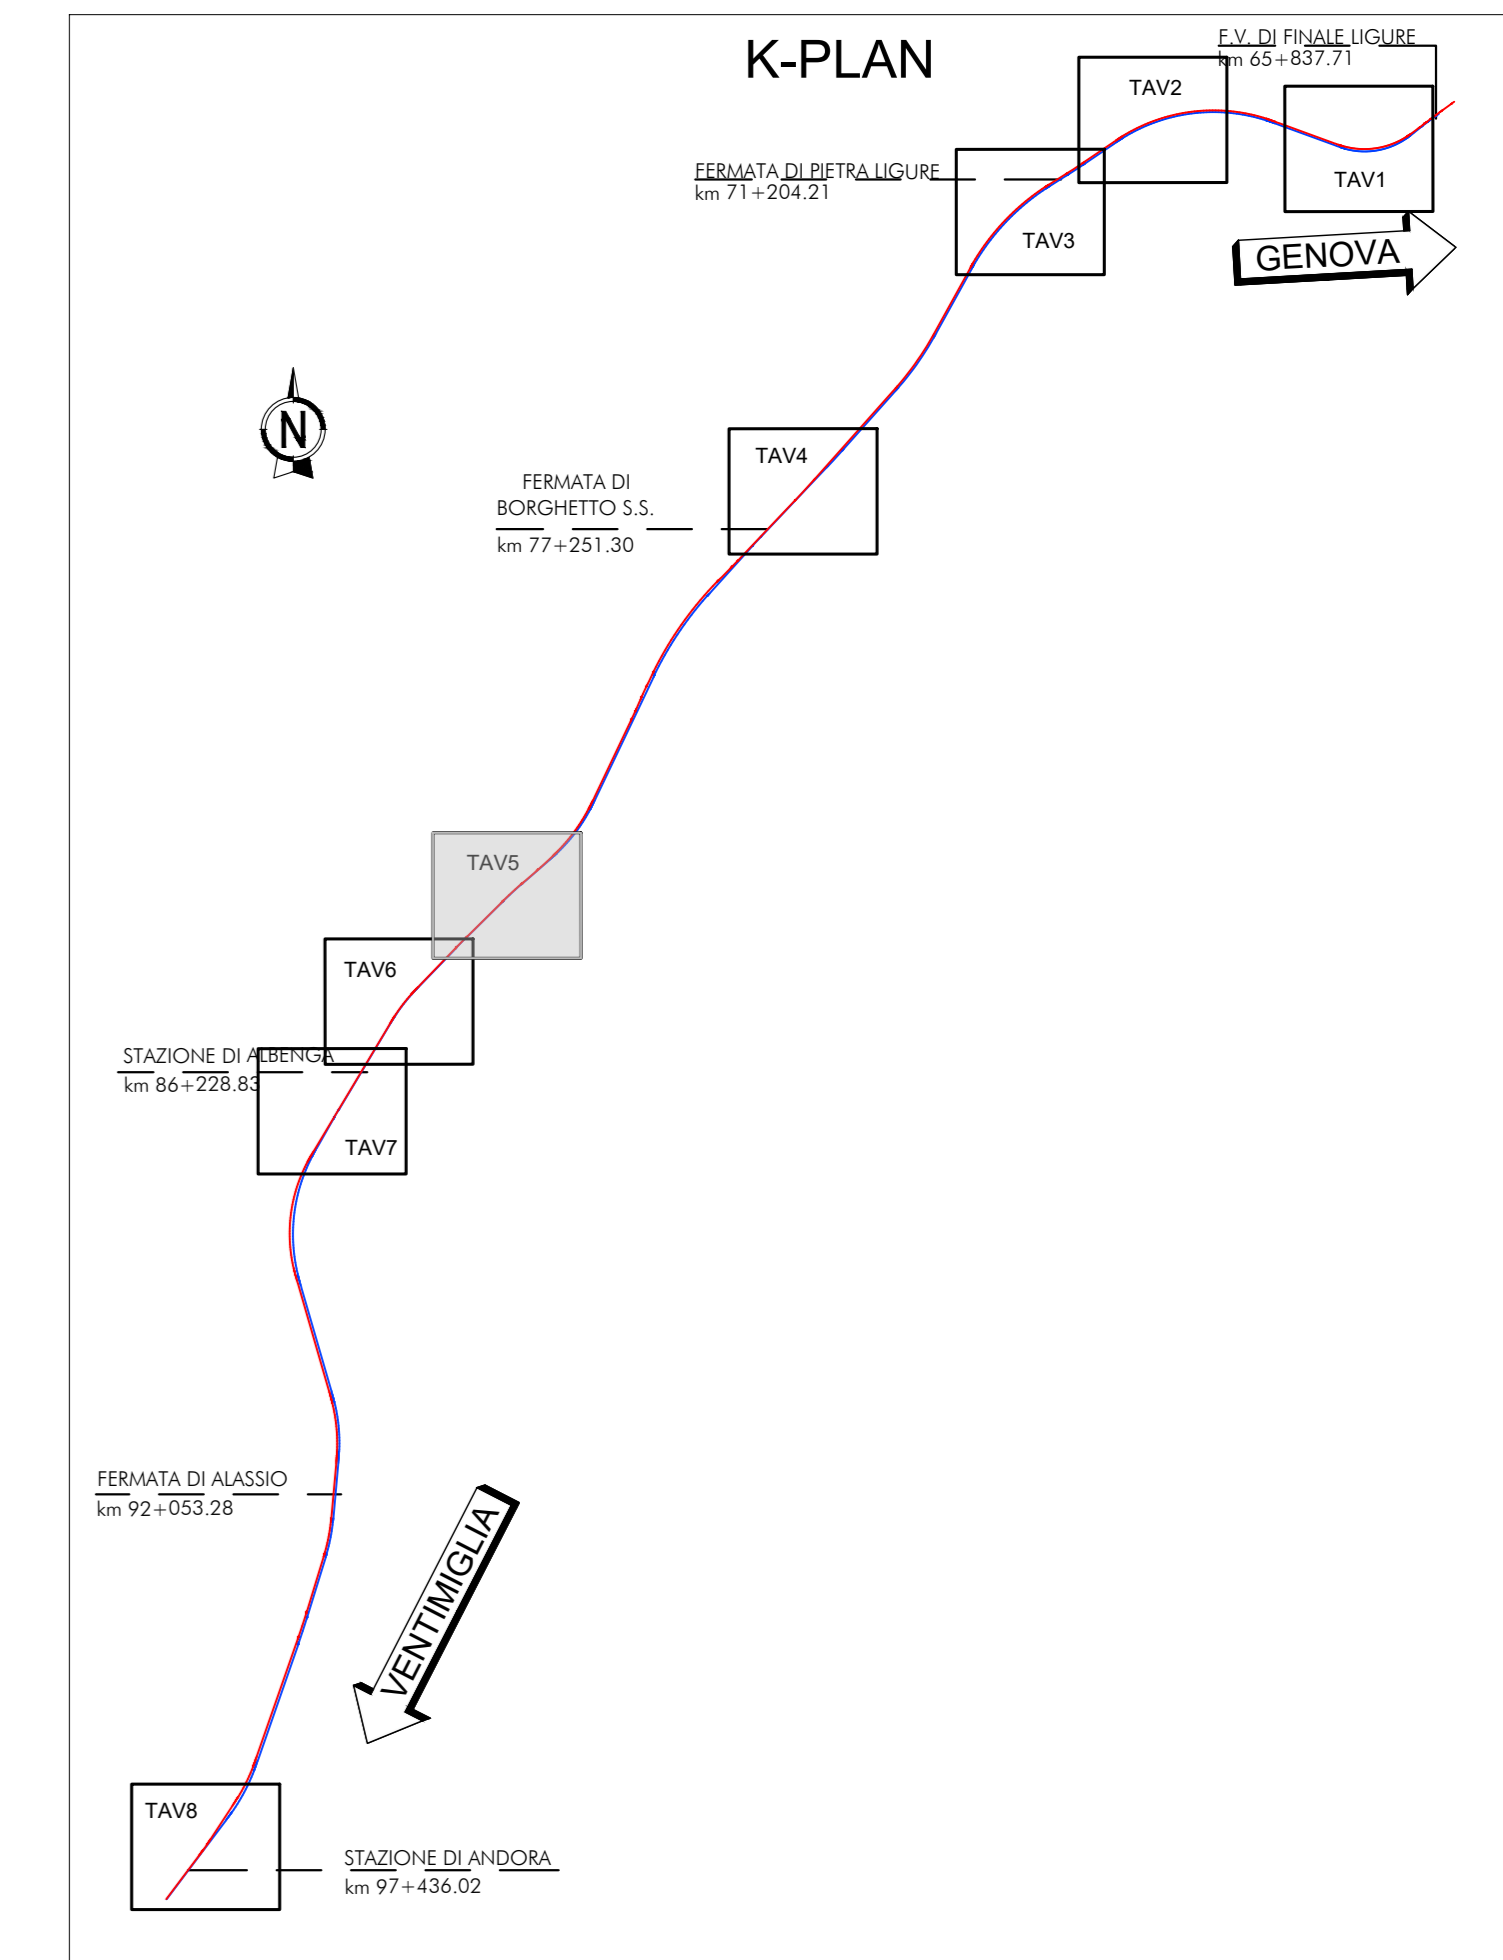 K-PLAN
F.V. DI FINALE LIGURE
km 65+837.71
TAV2
TAV1
FERMATA DI PIETRA LIGURE
km 71+204.21
TAV3
GENOVA
N
TAV4
FERMATA DI
BORGHETTO S.S.
km 77+251.30
TAV5
TAV6
STAZIONE DI ALBENGA
km 86+228.83
TAV7
FERMATA DI ALASSIO
km 92+053.28
VENTIMIGLIA
TAV8
STAZIONE DI ANDORA
km 97+436.02